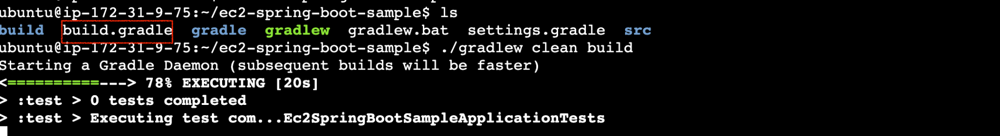 ubuntu@ip-172-31-9-75:~/ec2-spring-boot-sample$ ls
build build.gradle gradle gradlew gradlew.bat settings.gradle src
ubuntu@ip-172-31-9-75:~/ec2-spring-boot-sample$ ./gradlew clean build
Starting a Gradle Daemon (subsequent builds will be faster)
<==========---> 78% EXECUTING [20s]
> :test > 0 tests completed
> :test > Executing test com...Ec2SpringBootSampleApplicationTests